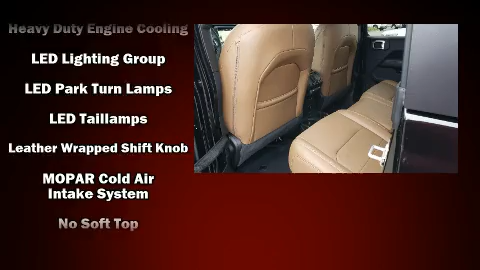 Heavy Duty Engine Cooling
LED Lighting Group
LED Park Turn Lamps
LED Taillamps
Leather Wrapped Shift Knob
MOPAR Cold Air
Intake System
No Soft Top